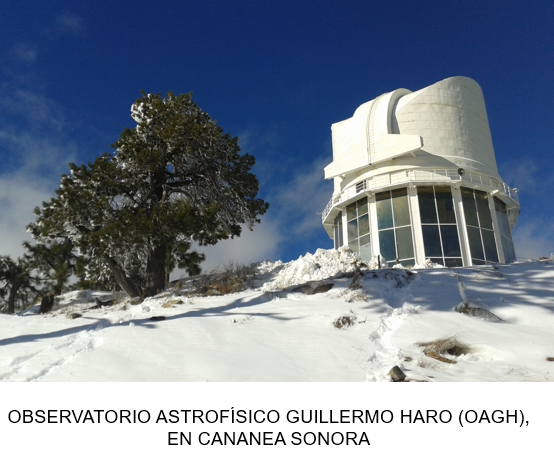 OBSERVATORIO ASTROFÍSICO GUILLERMO HARO (OAGH),
EN CANANEA SONORA